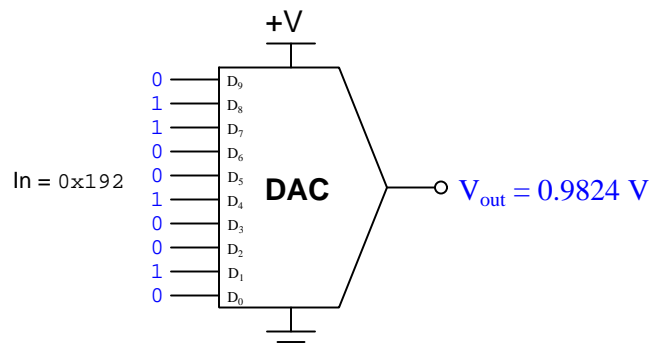 +V
0 D₉
1 D₈
1 D₇
0 D₆
In = 0x192
0 D₅
DAC
V_out = 0.9824 V
1 D₄
0 D₃
0 D₂
1 D₁
0 D₀